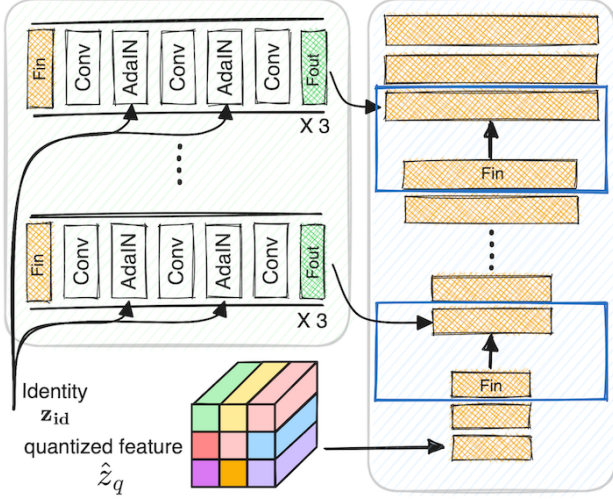 Fin Conv AdaIN Conv AdaIN Conv Fout
X 3
Fin
Fin Conv AdaIN Conv AdaIN Conv Fout
X 3
Fin
Identity
z_id
quantized feature
ẑ_q